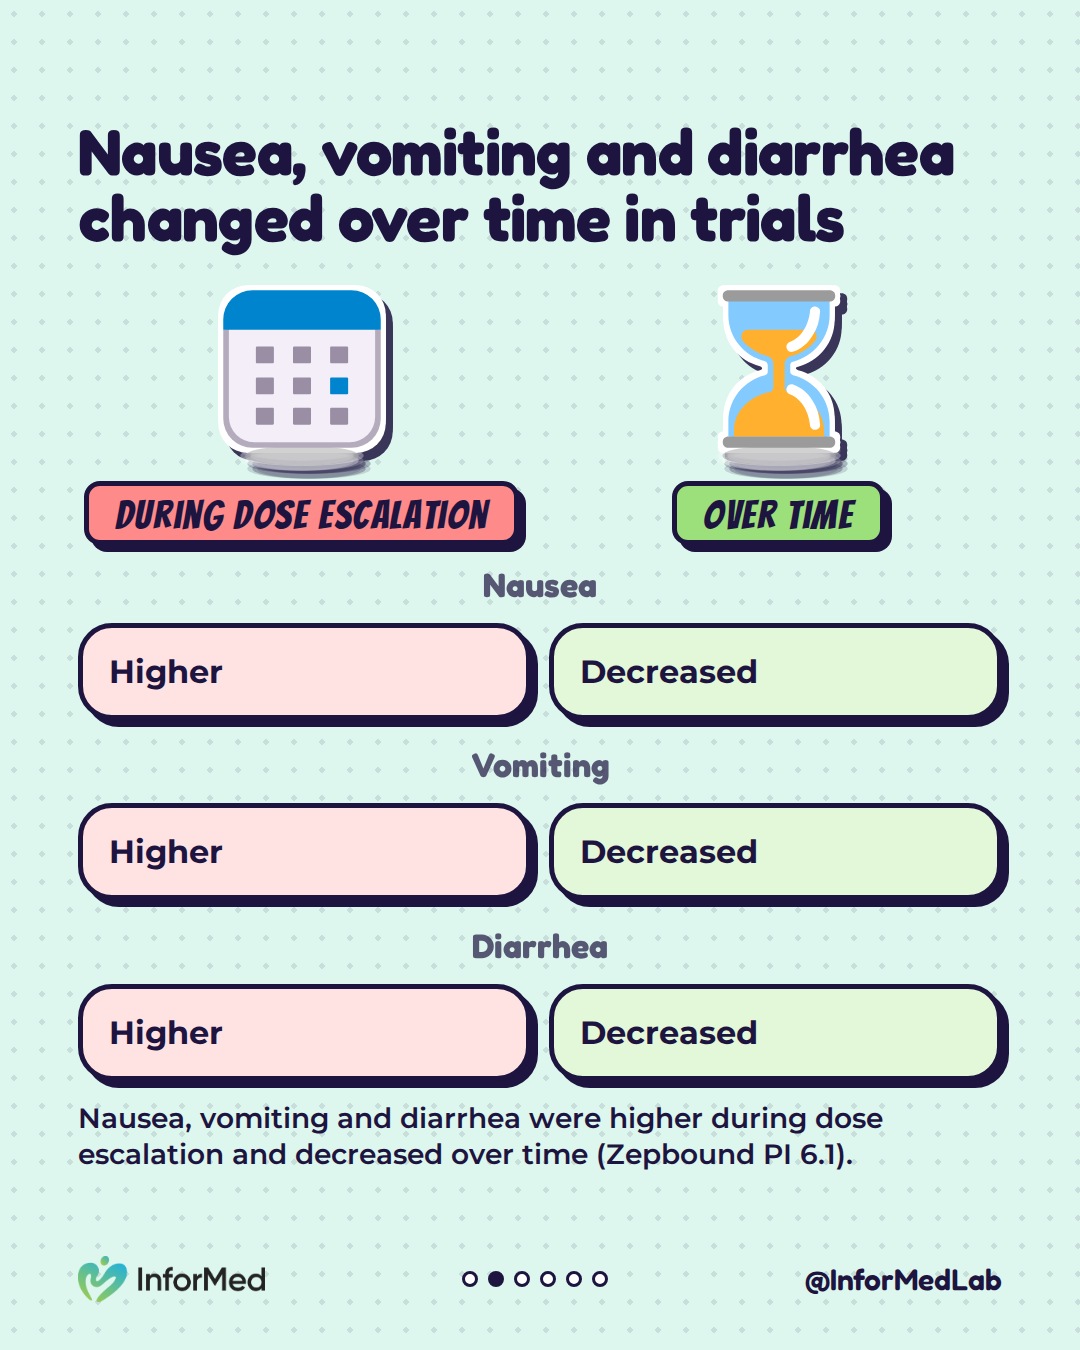 Nausea, vomiting and diarrhea
changed over time in trials
DURING DOSE ESCALATION
OVER TIME
Nausea
Higher
Decreased
Vomiting
Higher
Decreased
Diarrhea
Higher
Decreased
Nausea, vomiting and diarrhea were higher during dose
escalation and decreased over time (Zepbound PI 6.1).
InforMed
@InforMedLab